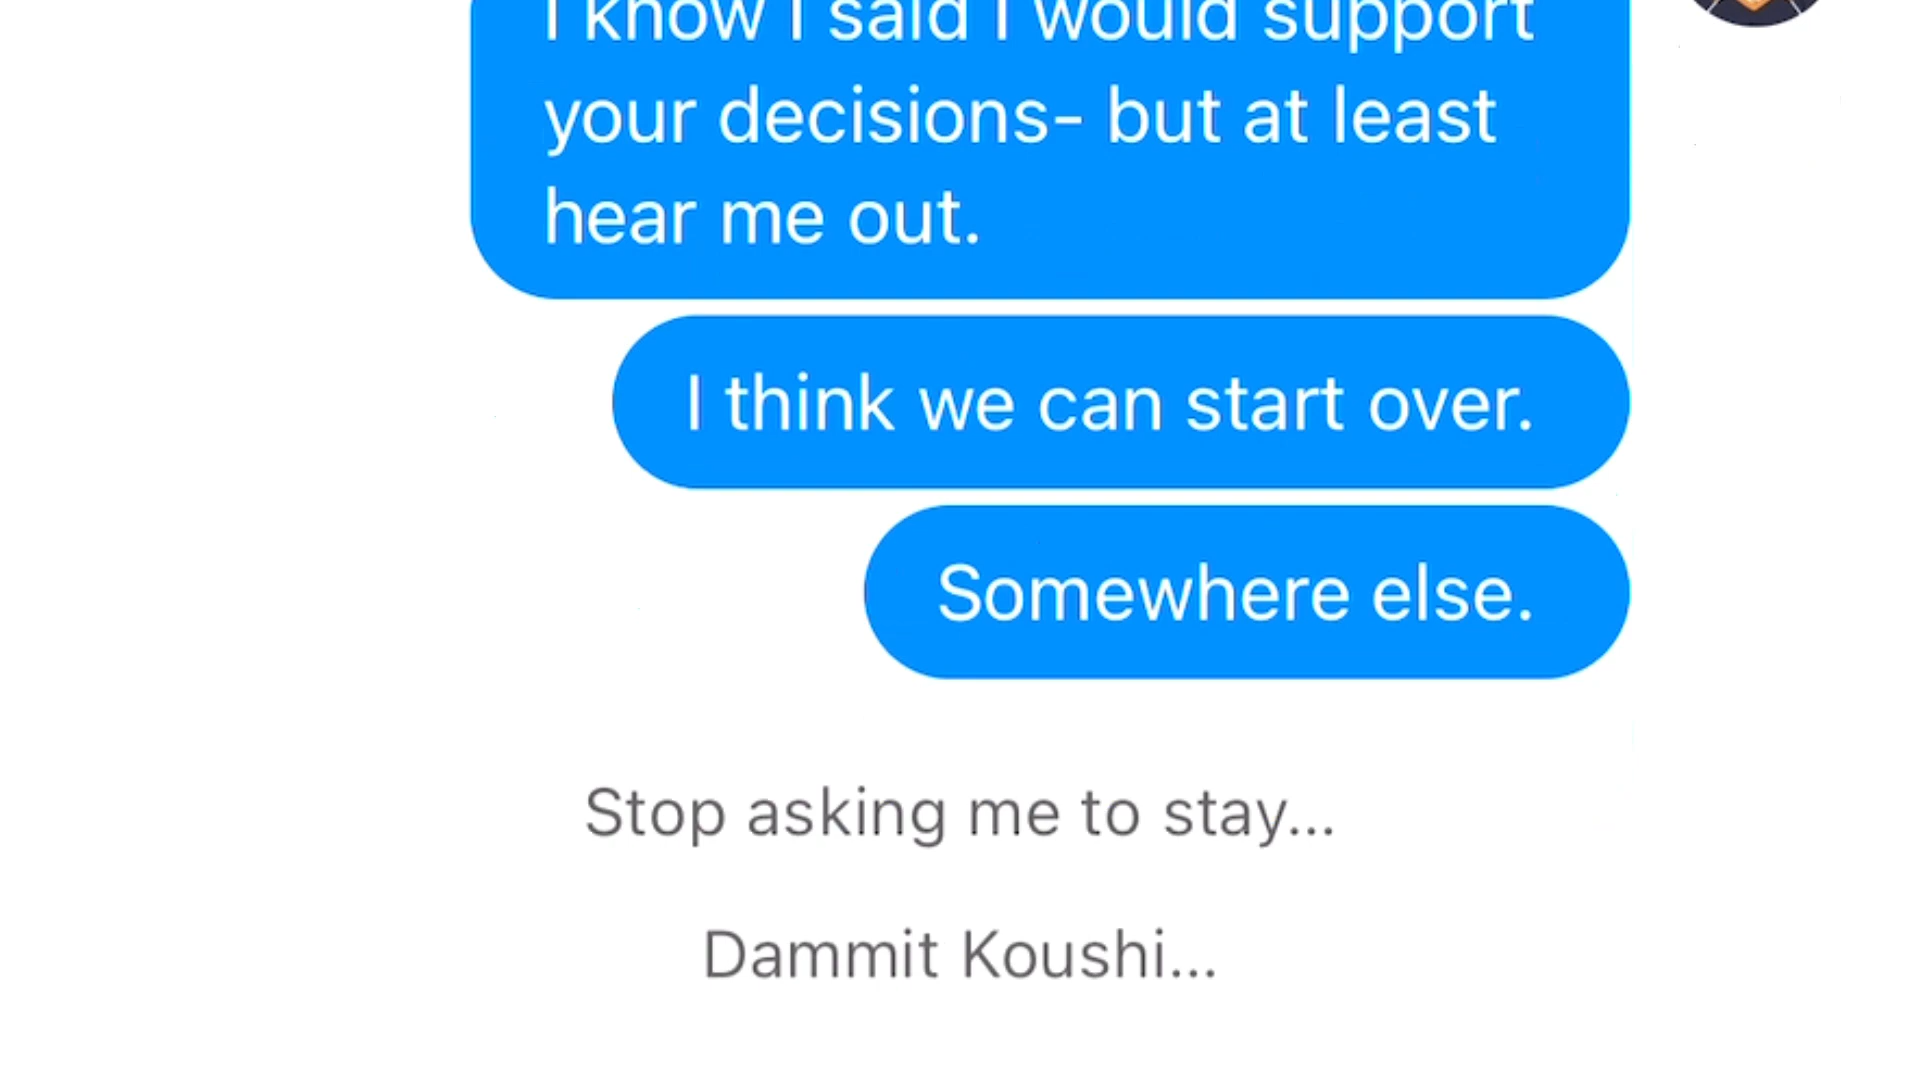 I know I said I would support
your decisions- but at least
hear me out.
I think we can start over.
Somewhere else.
Stop asking me to stay...
Dammit Koushi...